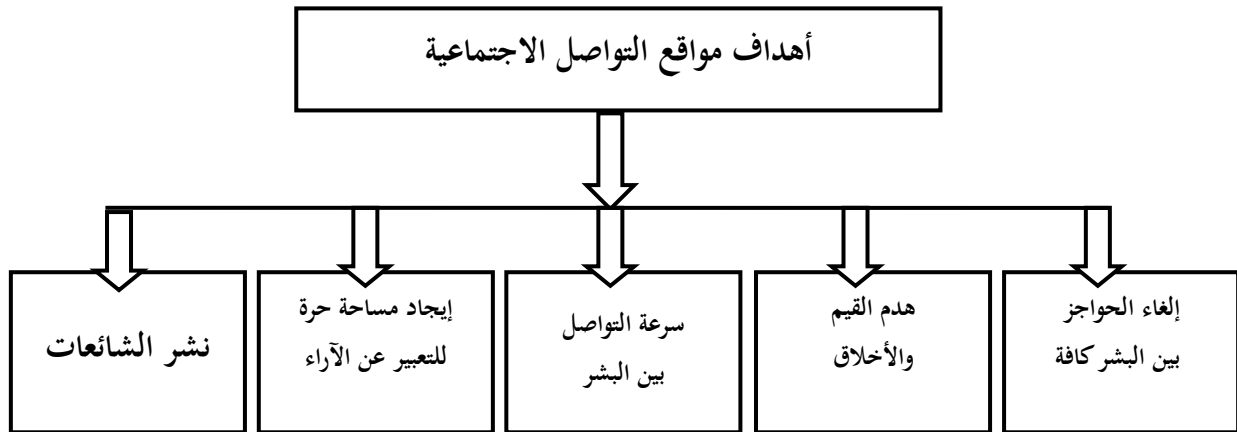 أهداف مواقع التواصل الاجتماعية
إلغاء الحواجز
بين البشر كافة
هدم القيم
والأخلاق
سرعة التواصل
بين البشر
إيجاد مساحة حرة
للتعبير عن الآراء
نشر الشائعات